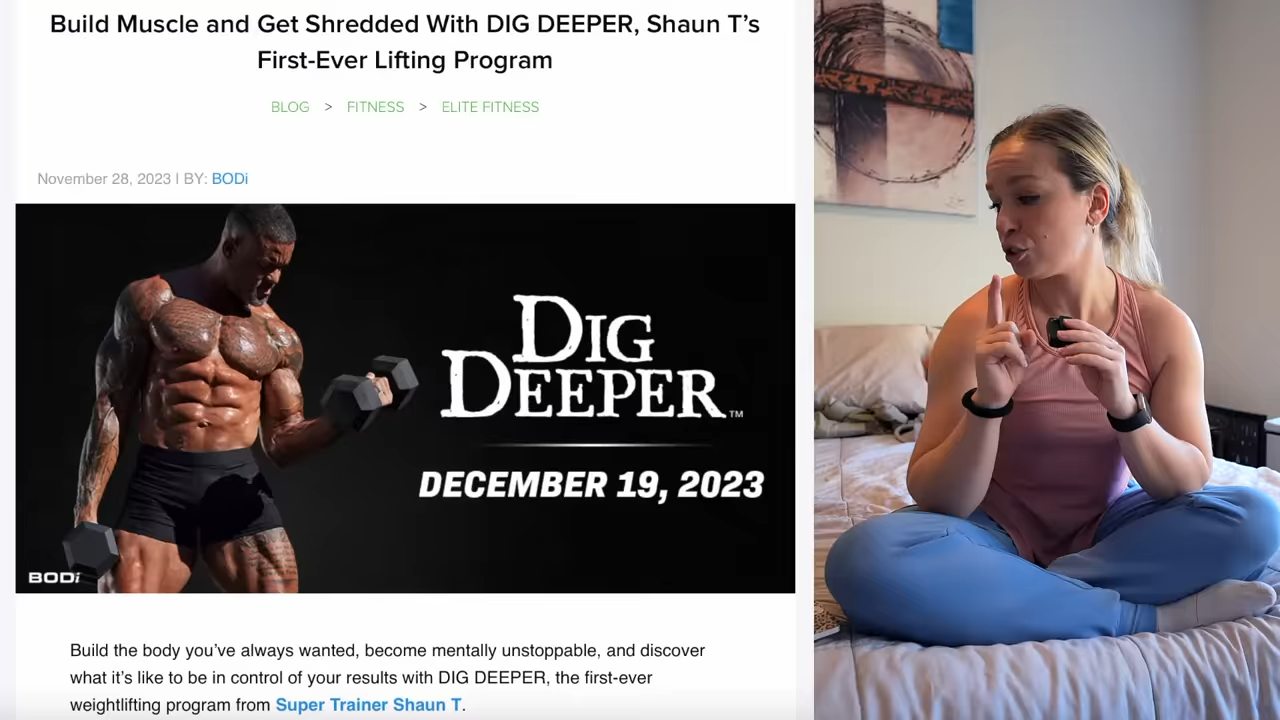 Build Muscle and Get Shredded With DIG DEEPER, Shaun T’s
First-Ever Lifting Program
BLOG > FITNESS > ELITE FITNESS
November 28, 2023 | BY: BODi
DIG
DEEPER™
DECEMBER 19, 2023
BODi
Build the body you’ve always wanted, become mentally unstoppable, and discover
what it’s like to be in control of your results with DIG DEEPER, the first-ever
weightlifting program from Super Trainer Shaun T.